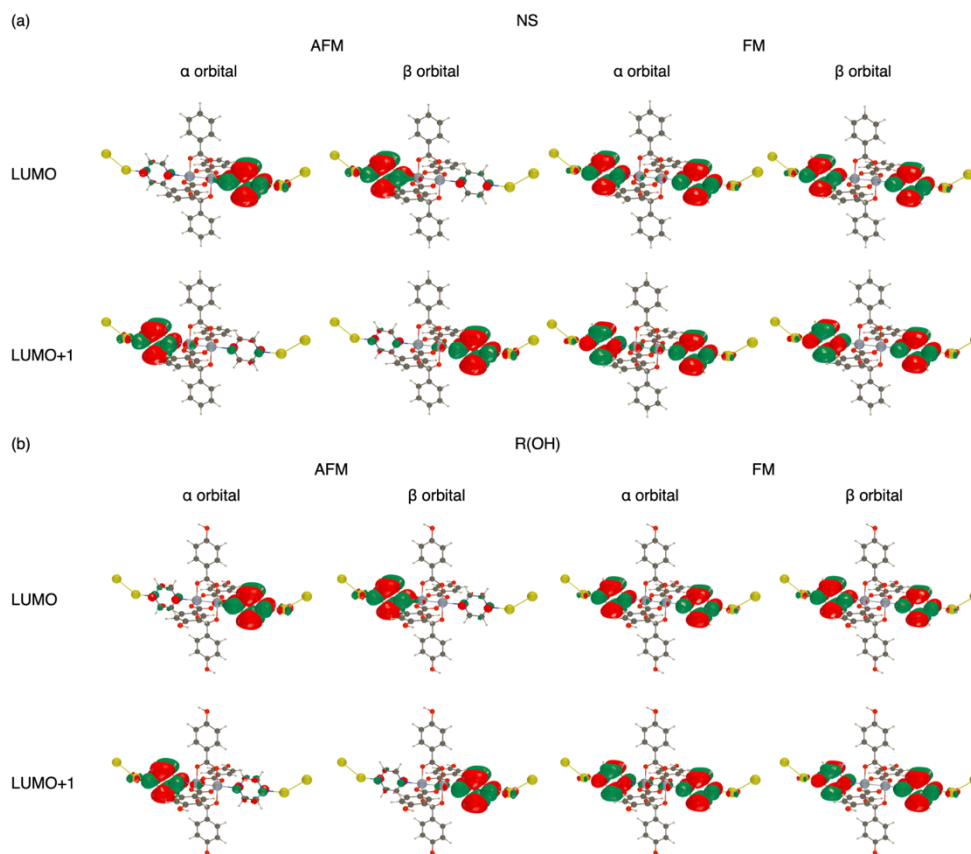 (a) NS
AFM FM
α orbital β orbital α orbital β orbital
LUMO
LUMO+1
(b) R(OH)
AFM FM
α orbital β orbital α orbital β orbital
LUMO
LUMO+1